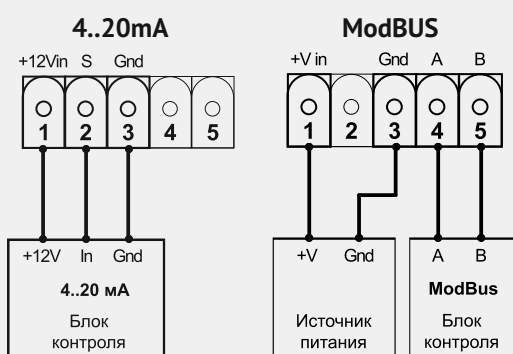 4..20mA
+12Vin S Gnd
1 2 3 4 5
+12V In Gnd
4..20 мА
Блок
контроля
ModBUS
+V in Gnd A B
1 2 3 4 5
+V Gnd
Источник
питания
A B
ModBus
Блок
контроля